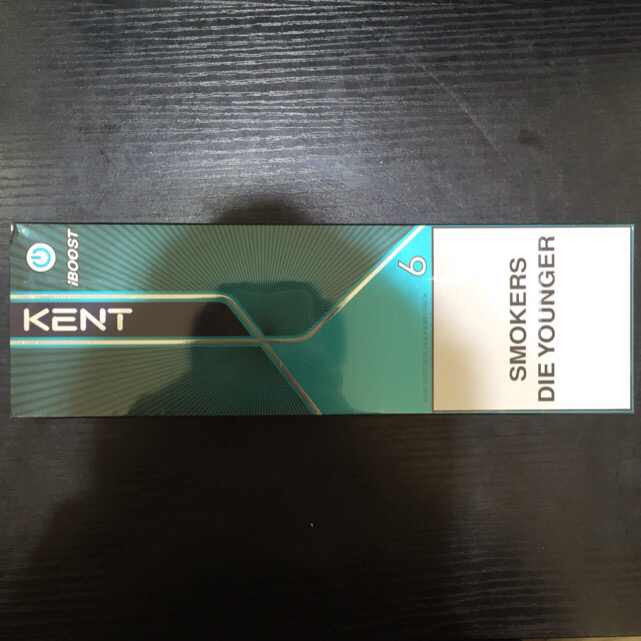 iBOOST
KENT
6
SMOKERS
DIE YOUNGER